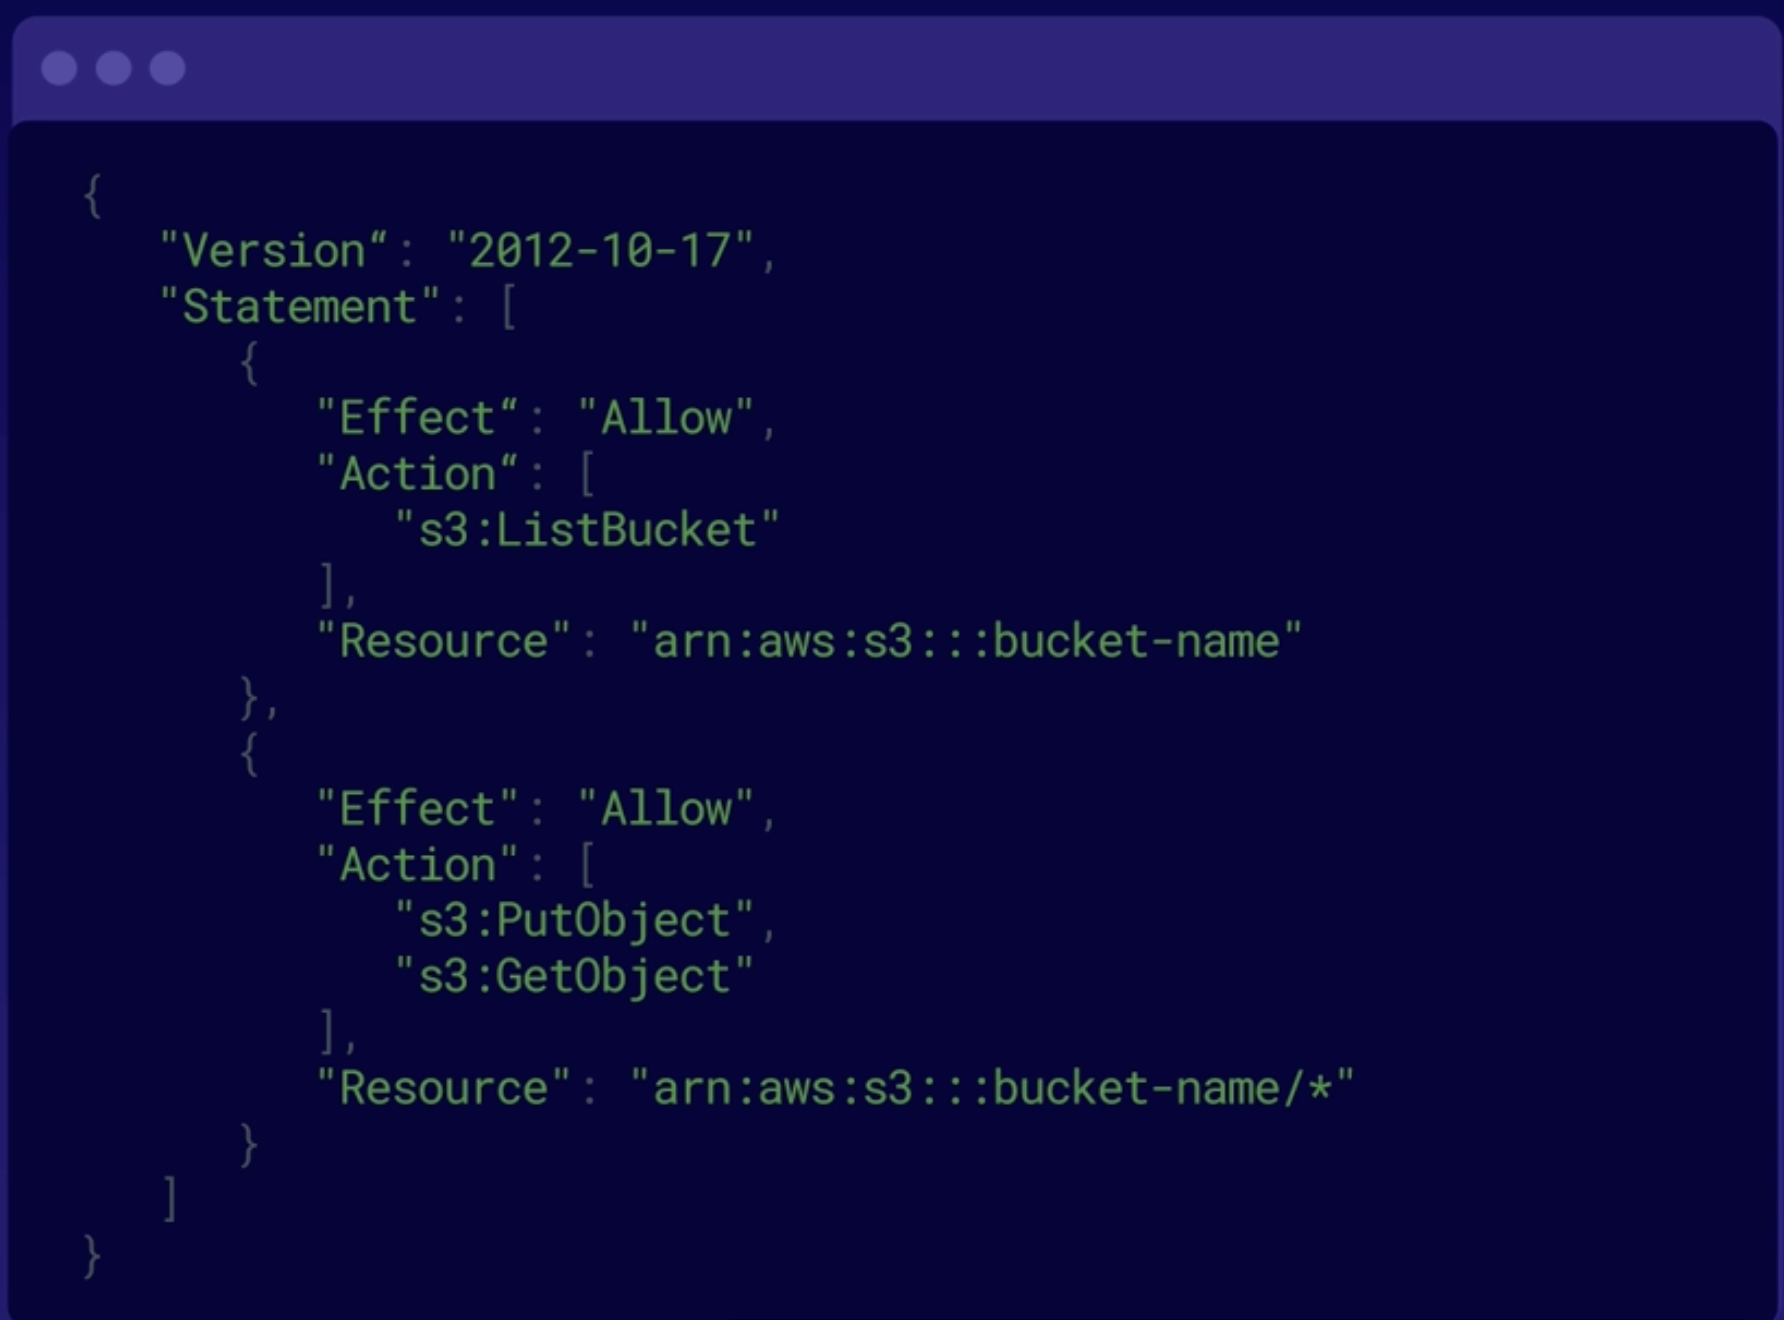 {
"Version“: "2012-10-17",
"Statement": [
{
"Effect“: "Allow",
"Action“: [
"s3:ListBucket"
],
"Resource": "arn:aws:s3:::bucket-name"
},
{
"Effect": "Allow",
"Action": [
"s3:PutObject",
"s3:GetObject"
],
"Resource": "arn:aws:s3:::bucket-name/*"
}
]
}